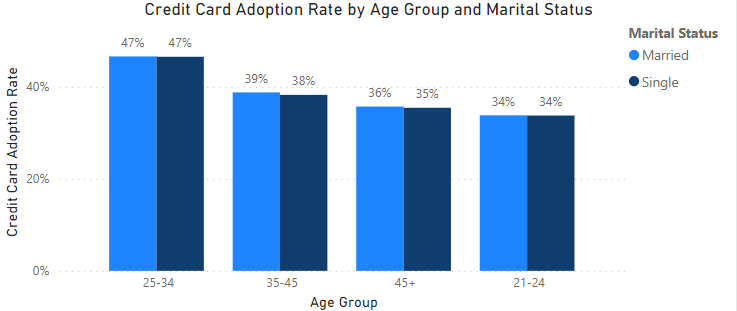 Credit Card Adoption Rate by Age Group and Marital Status
Marital Status
Married
Single
Credit Card Adoption Rate
40%
20%
0%
47% 47%
39% 38%
36% 35%
34% 34%
25-34 35-45 45+ 21-24
Age Group